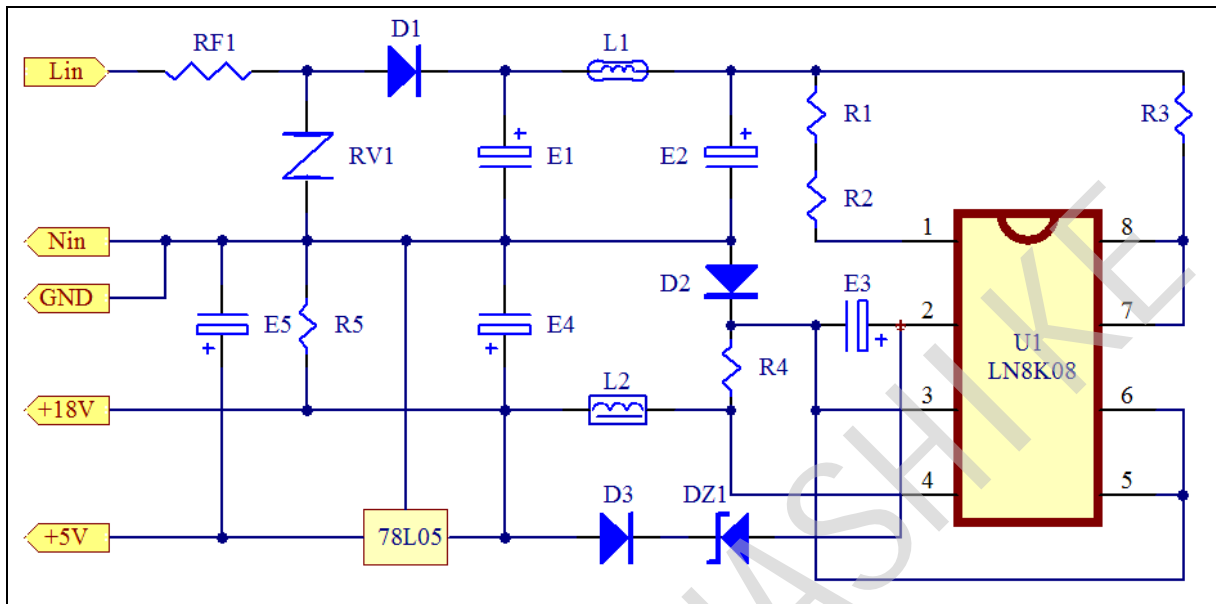 D1
L1
RF1
Lin
R1
R3
RV1
E1
E2
R2
Nin
1
8
D2
E3
GND
E5
R5
E4
2
7
U1
R4
LN8K08
L2
+18V
3
6
4
5
D3
DZ1
+5V
78L05
ASHIKE